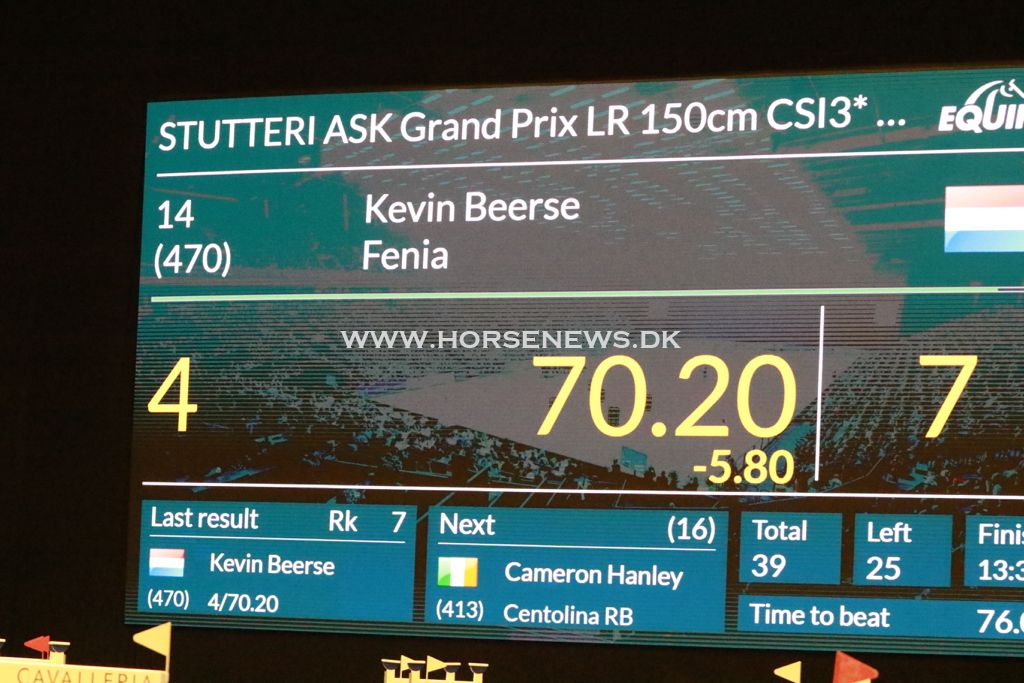 STUTTERI ASK Grand Prix LR 150cm CSI3* ...
14 Kevin Beerse
(470) Fenia
WWW.HORSENEWS.DK
4 70.20 7
-5.80
Last result Rk 7
Kevin Beerse
(470) 4/70.20
Next (16)
Cameron Hanley
(413) Centolina RB
Total
39
Left
25
Time to beat
CAVALLERIA